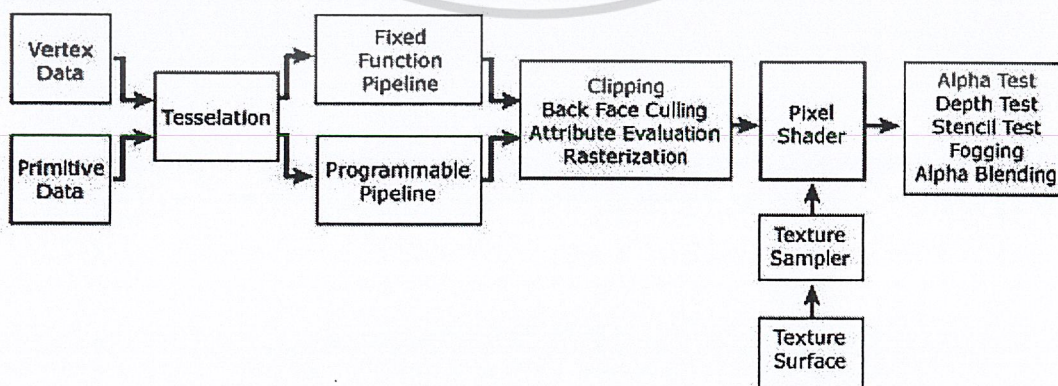 Vertex
Data
Primitive
Data
Tesselation
Fixed
Function
Pipeline
Programmable
Pipeline
Clipping
Back Face Culling
Attribute Evaluation
Rasterization
Pixel
Shader
Texture
Sampler
Texture
Surface
Alpha Test
Depth Test
Stencil Test
Fogging
Alpha Blending